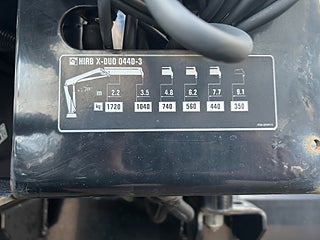 HIAB X-DUO 044D-3
m 2.2 3.5 4.8 6.2 7.7 9.1
kg 1720 1040 740 560 440 350